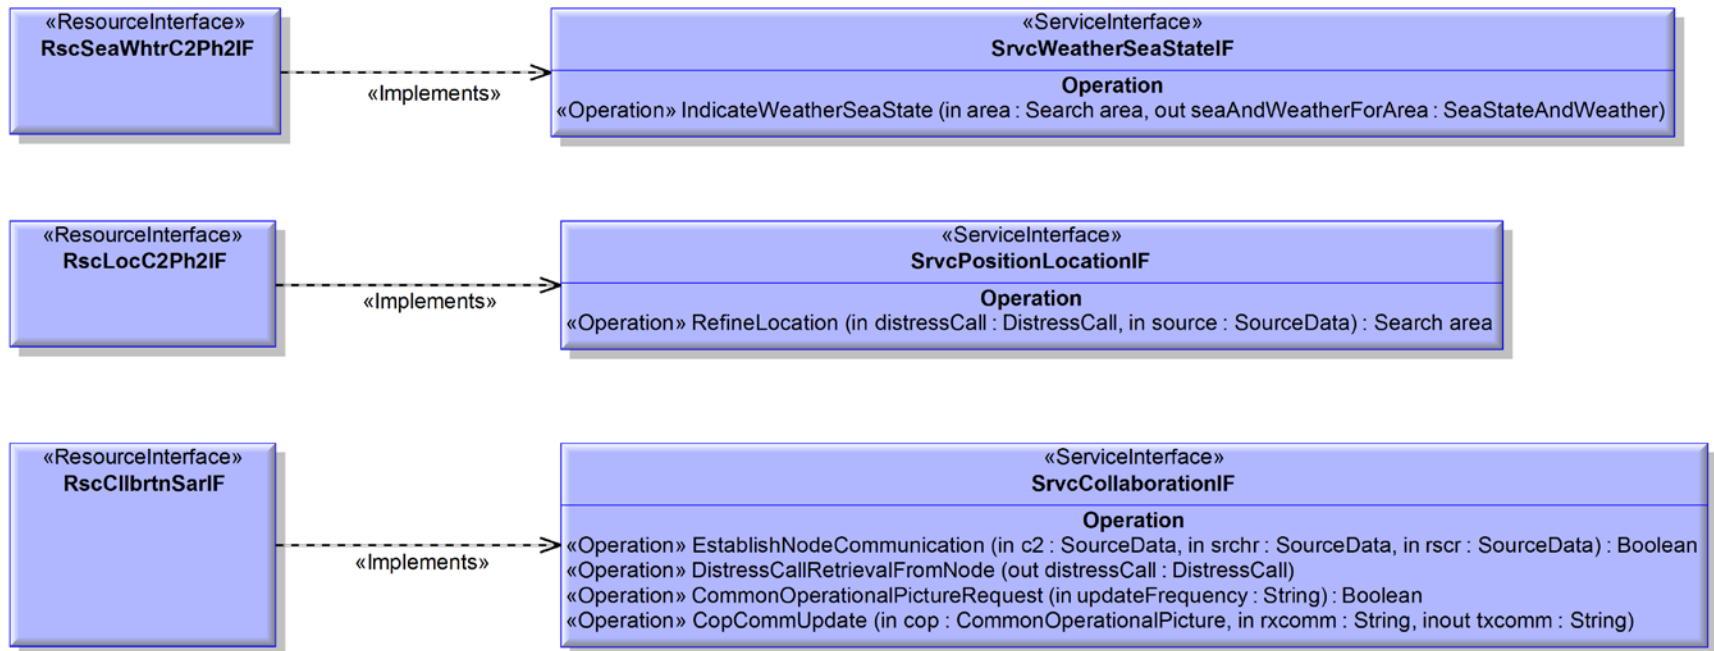 «ResourceInterface»
RscSeaWhtrC2Ph2IF
«Implements»
«ServiceInterface»
SrvcWeatherSeaStateIF
Operation
«Operation» IndicateWeatherSeaState (in area : Search area, out seaAndWeatherForArea : SeaStateAndWeather)
«ResourceInterface»
RscLocC2Ph2IF
«Implements»
«ServiceInterface»
SrvcPositionLocationIF
Operation
«Operation» RefineLocation (in distressCall : DistressCall, in source : SourceData) : Search area
«ResourceInterface»
RscCllbrtnSarIF
«Implements»
«ServiceInterface»
SrvcCollaborationIF
Operation
«Operation» EstablishNodeCommunication (in c2 : SourceData, in srchr : SourceData, in rscr : SourceData) : Boolean
«Operation» DistressCallRetrievalFromNode (out distressCall : DistressCall)
«Operation» CommonOperationalPictureRequest (in updateFrequency : String) : Boolean
«Operation» CopCommUpdate (in cop : CommonOperationalPicture, in rxcomm : String, inout txcomm : String)